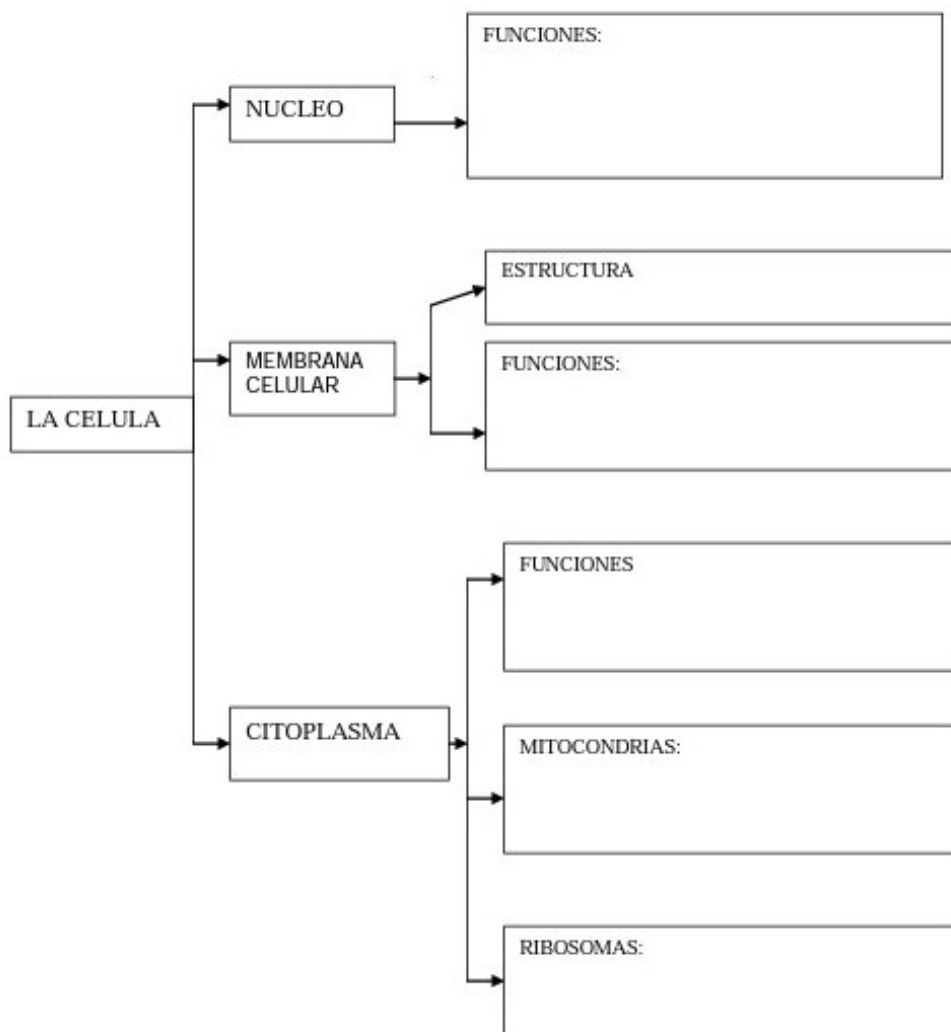 FUNCIONES:
NUCLEO
ESTRUCTURA
MEMBRANA
CELULAR
FUNCIONES:
LA CELULA
FUNCIONES
CITOPLASMA
MITOCONDRIAS:
RIBOSOMAS: